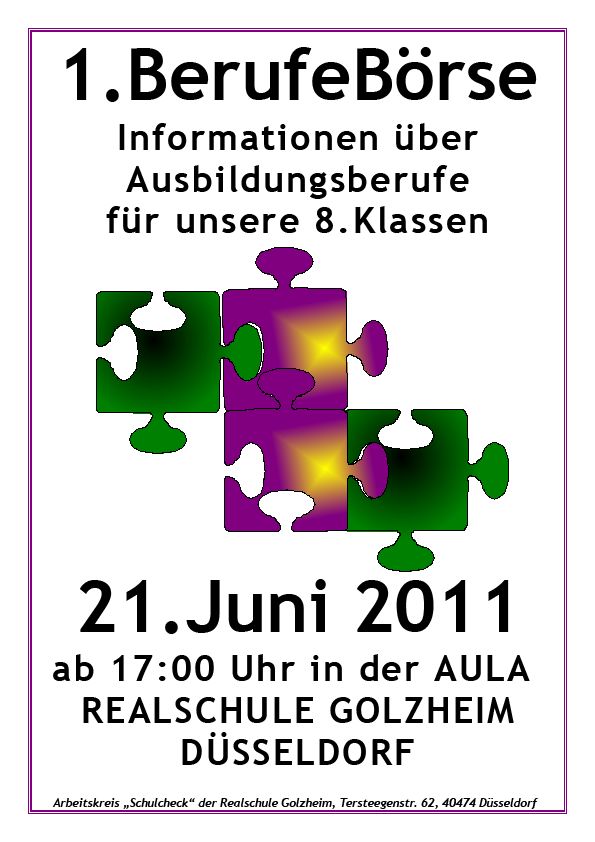 1.BerufeBörse
Informationen über
Ausbildungsberufe
für unsere 8.Klassen
21.Juni 2011
ab 17:00 Uhr in der AULA
REALSCHULE GOLZHEIM
DÜSSELDORF
Arbeitskreis „Schulcheck“ der Realschule Golzheim, Tersteegenstr. 62, 40474 Düsseldorf